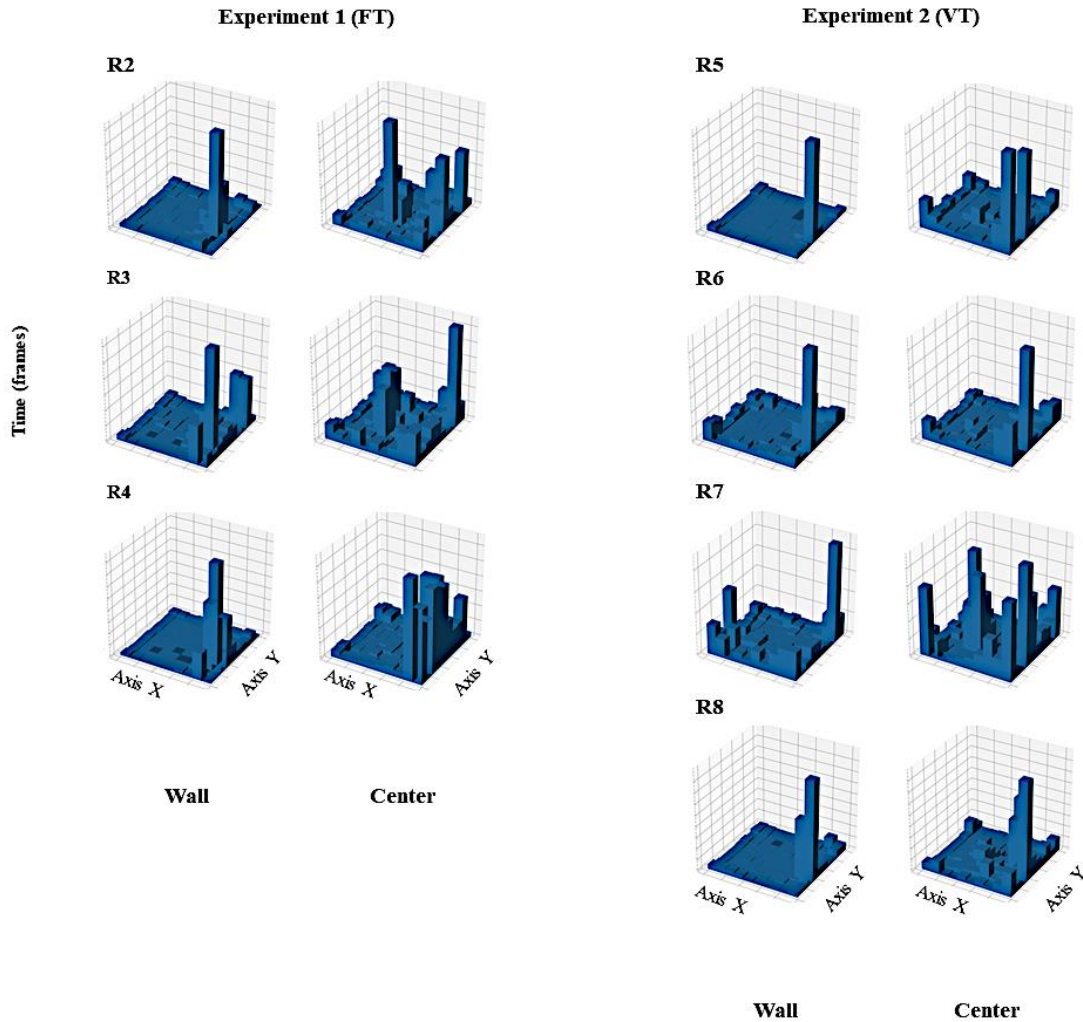 Experiment 1 (FT)
Experiment 2 (VT)
R2
R5
R3
R6
Time (frames)
R4
R7
Axis X
Axis Y
Axis X
Axis Y
R8
Wall
Center
Axis X
Axis Y
Axis X
Axis Y
Wall
Center